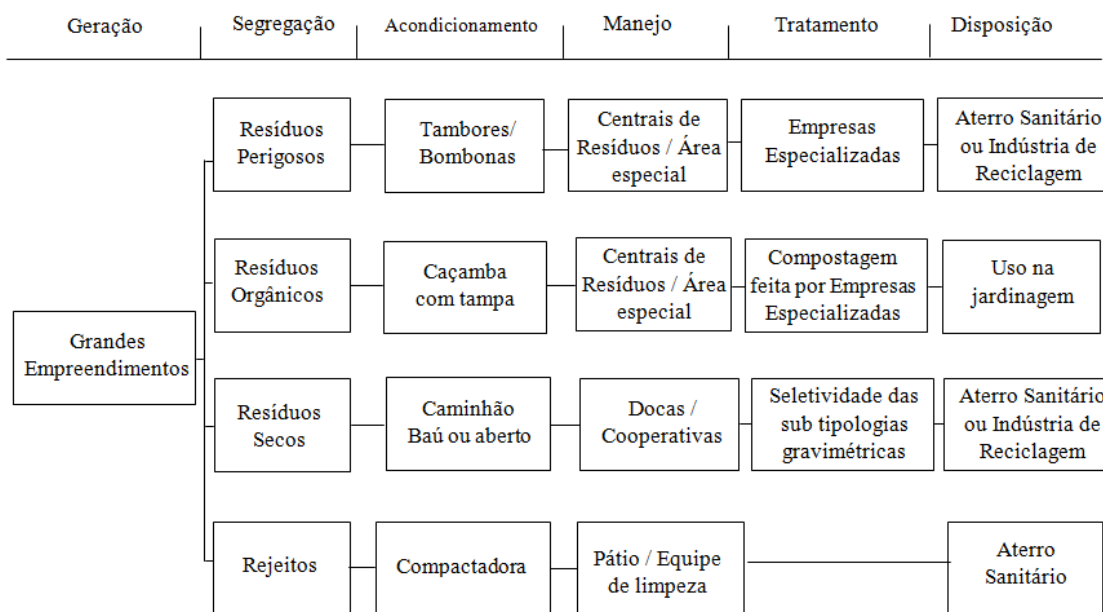 Geração
Segregação
Acondicionamento
Manejo
Tratamento
Disposição
Grandes
Empreendimentos
Resíduos
Perigosos
Tambores/
Bombonas
Centrais de
Resíduos / Área
especial
Empresas
Especializadas
Aterro Sanitário
ou Indústria de
Reciclagem
Resíduos
Orgânicos
Caçamba
com tampa
Centrais de
Resíduos / Área
especial
Compostagem
feita por Empresas
Especializadas
Uso na
jardinagem
Resíduos
Secos
Caminhão
Baú ou aberto
Docas /
Cooperativas
Seletividade das
sub tipologias
gravimétricas
Aterro Sanitário
ou Indústria de
Reciclagem
Rejeitos
Compactadora
Pátio / Equipe
de limpeza
Aterro
Sanitário